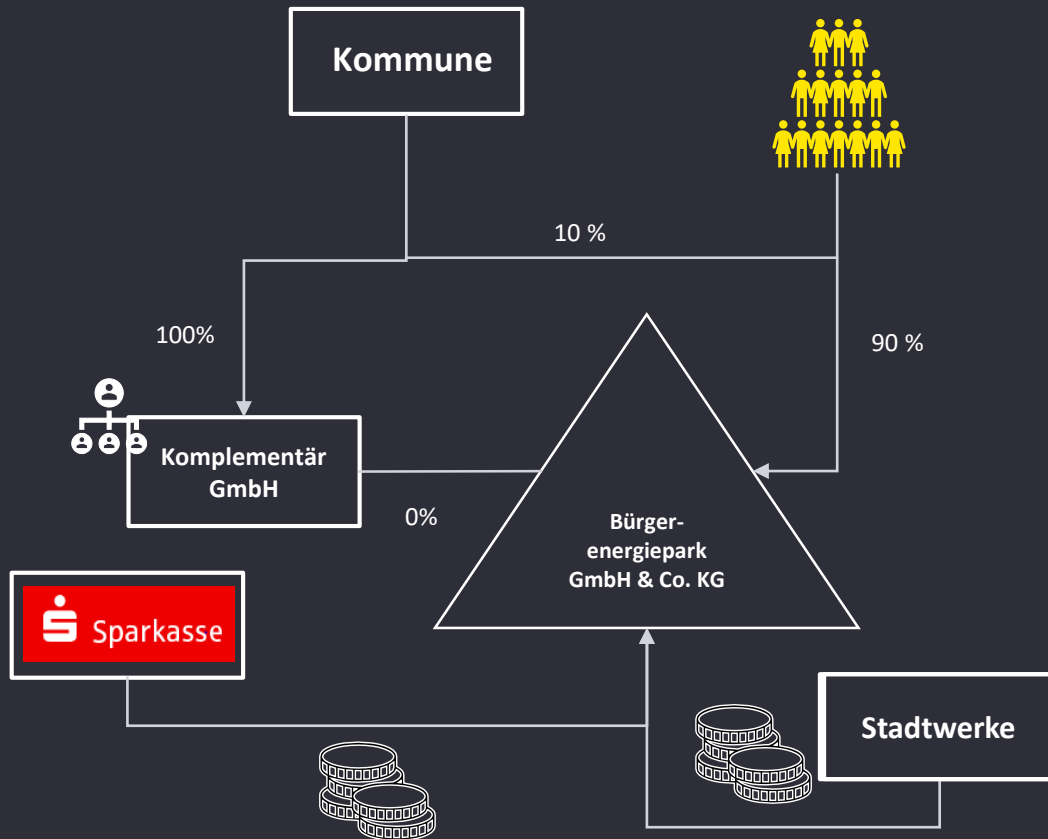 Kommune
10 %
100%
90 %
Komplementär
GmbH
0%
Bürger-
energiepark
GmbH & Co. KG
Sparkasse
Stadtwerke